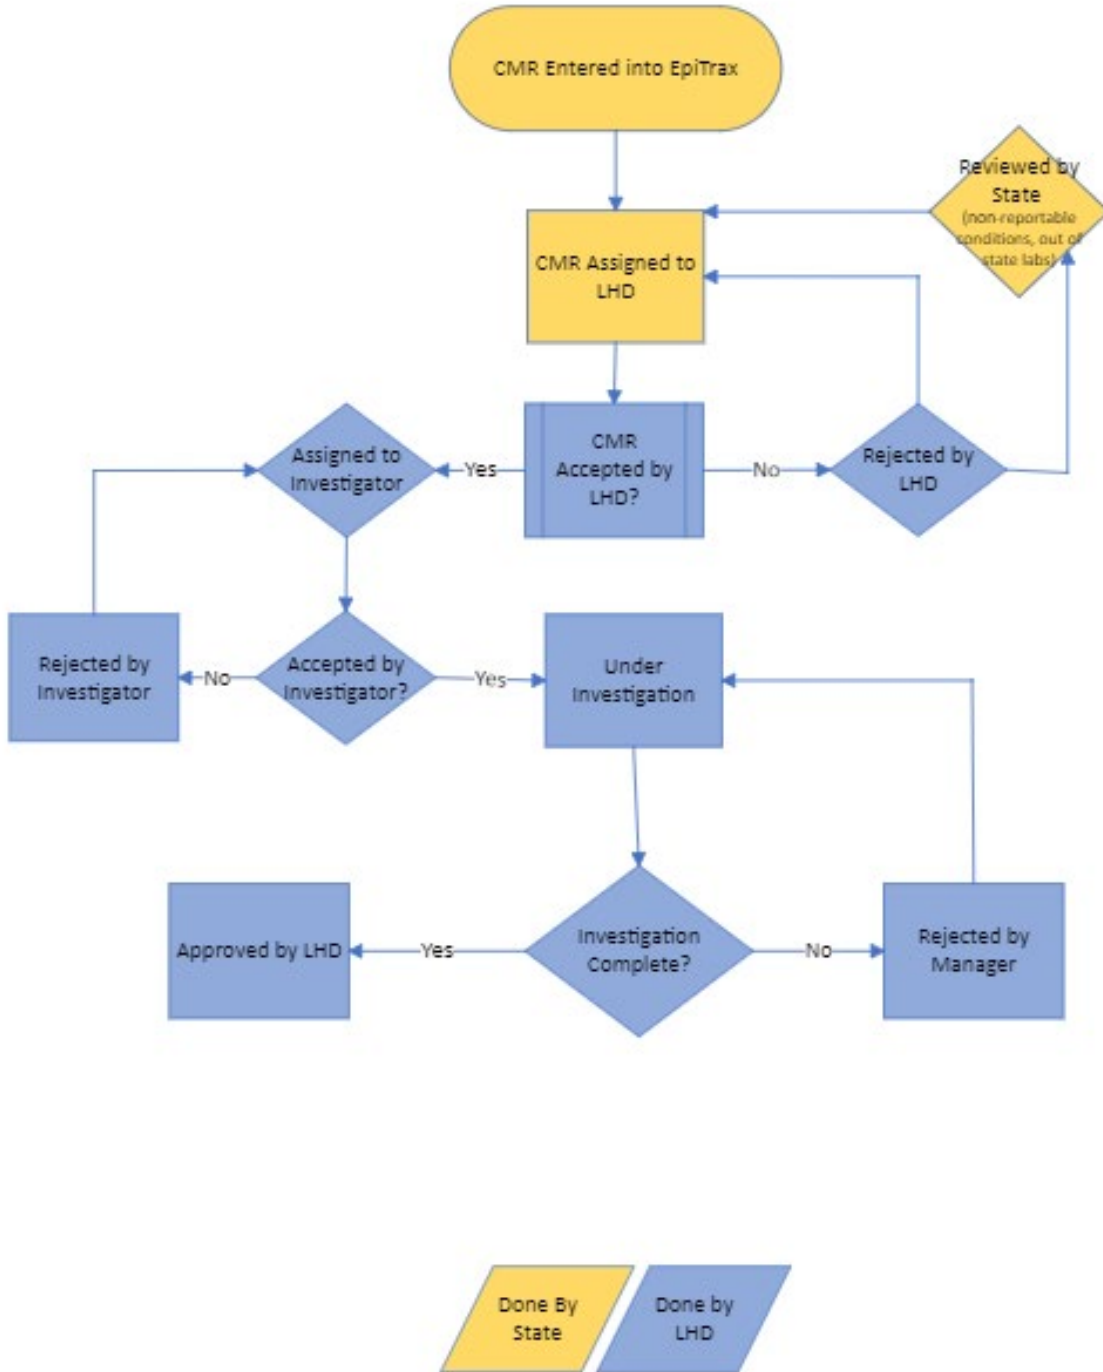 CMR Entered into EpiTrax
Reviewed by
State
(non-reportable
conditions, out of
state labs)
CMR Assigned to
LHD
Assigned to
Investigator
Yes
CMR
Accepted by
LHD?
No
Rejected by
LHD
Rejected by
Investigator
No
Accepted by
Investigator?
Yes
Under
Investigation
Approved by LHD
Yes
Investigation
Complete?
No
Rejected by
Manager
Done By
State
Done by
LHD